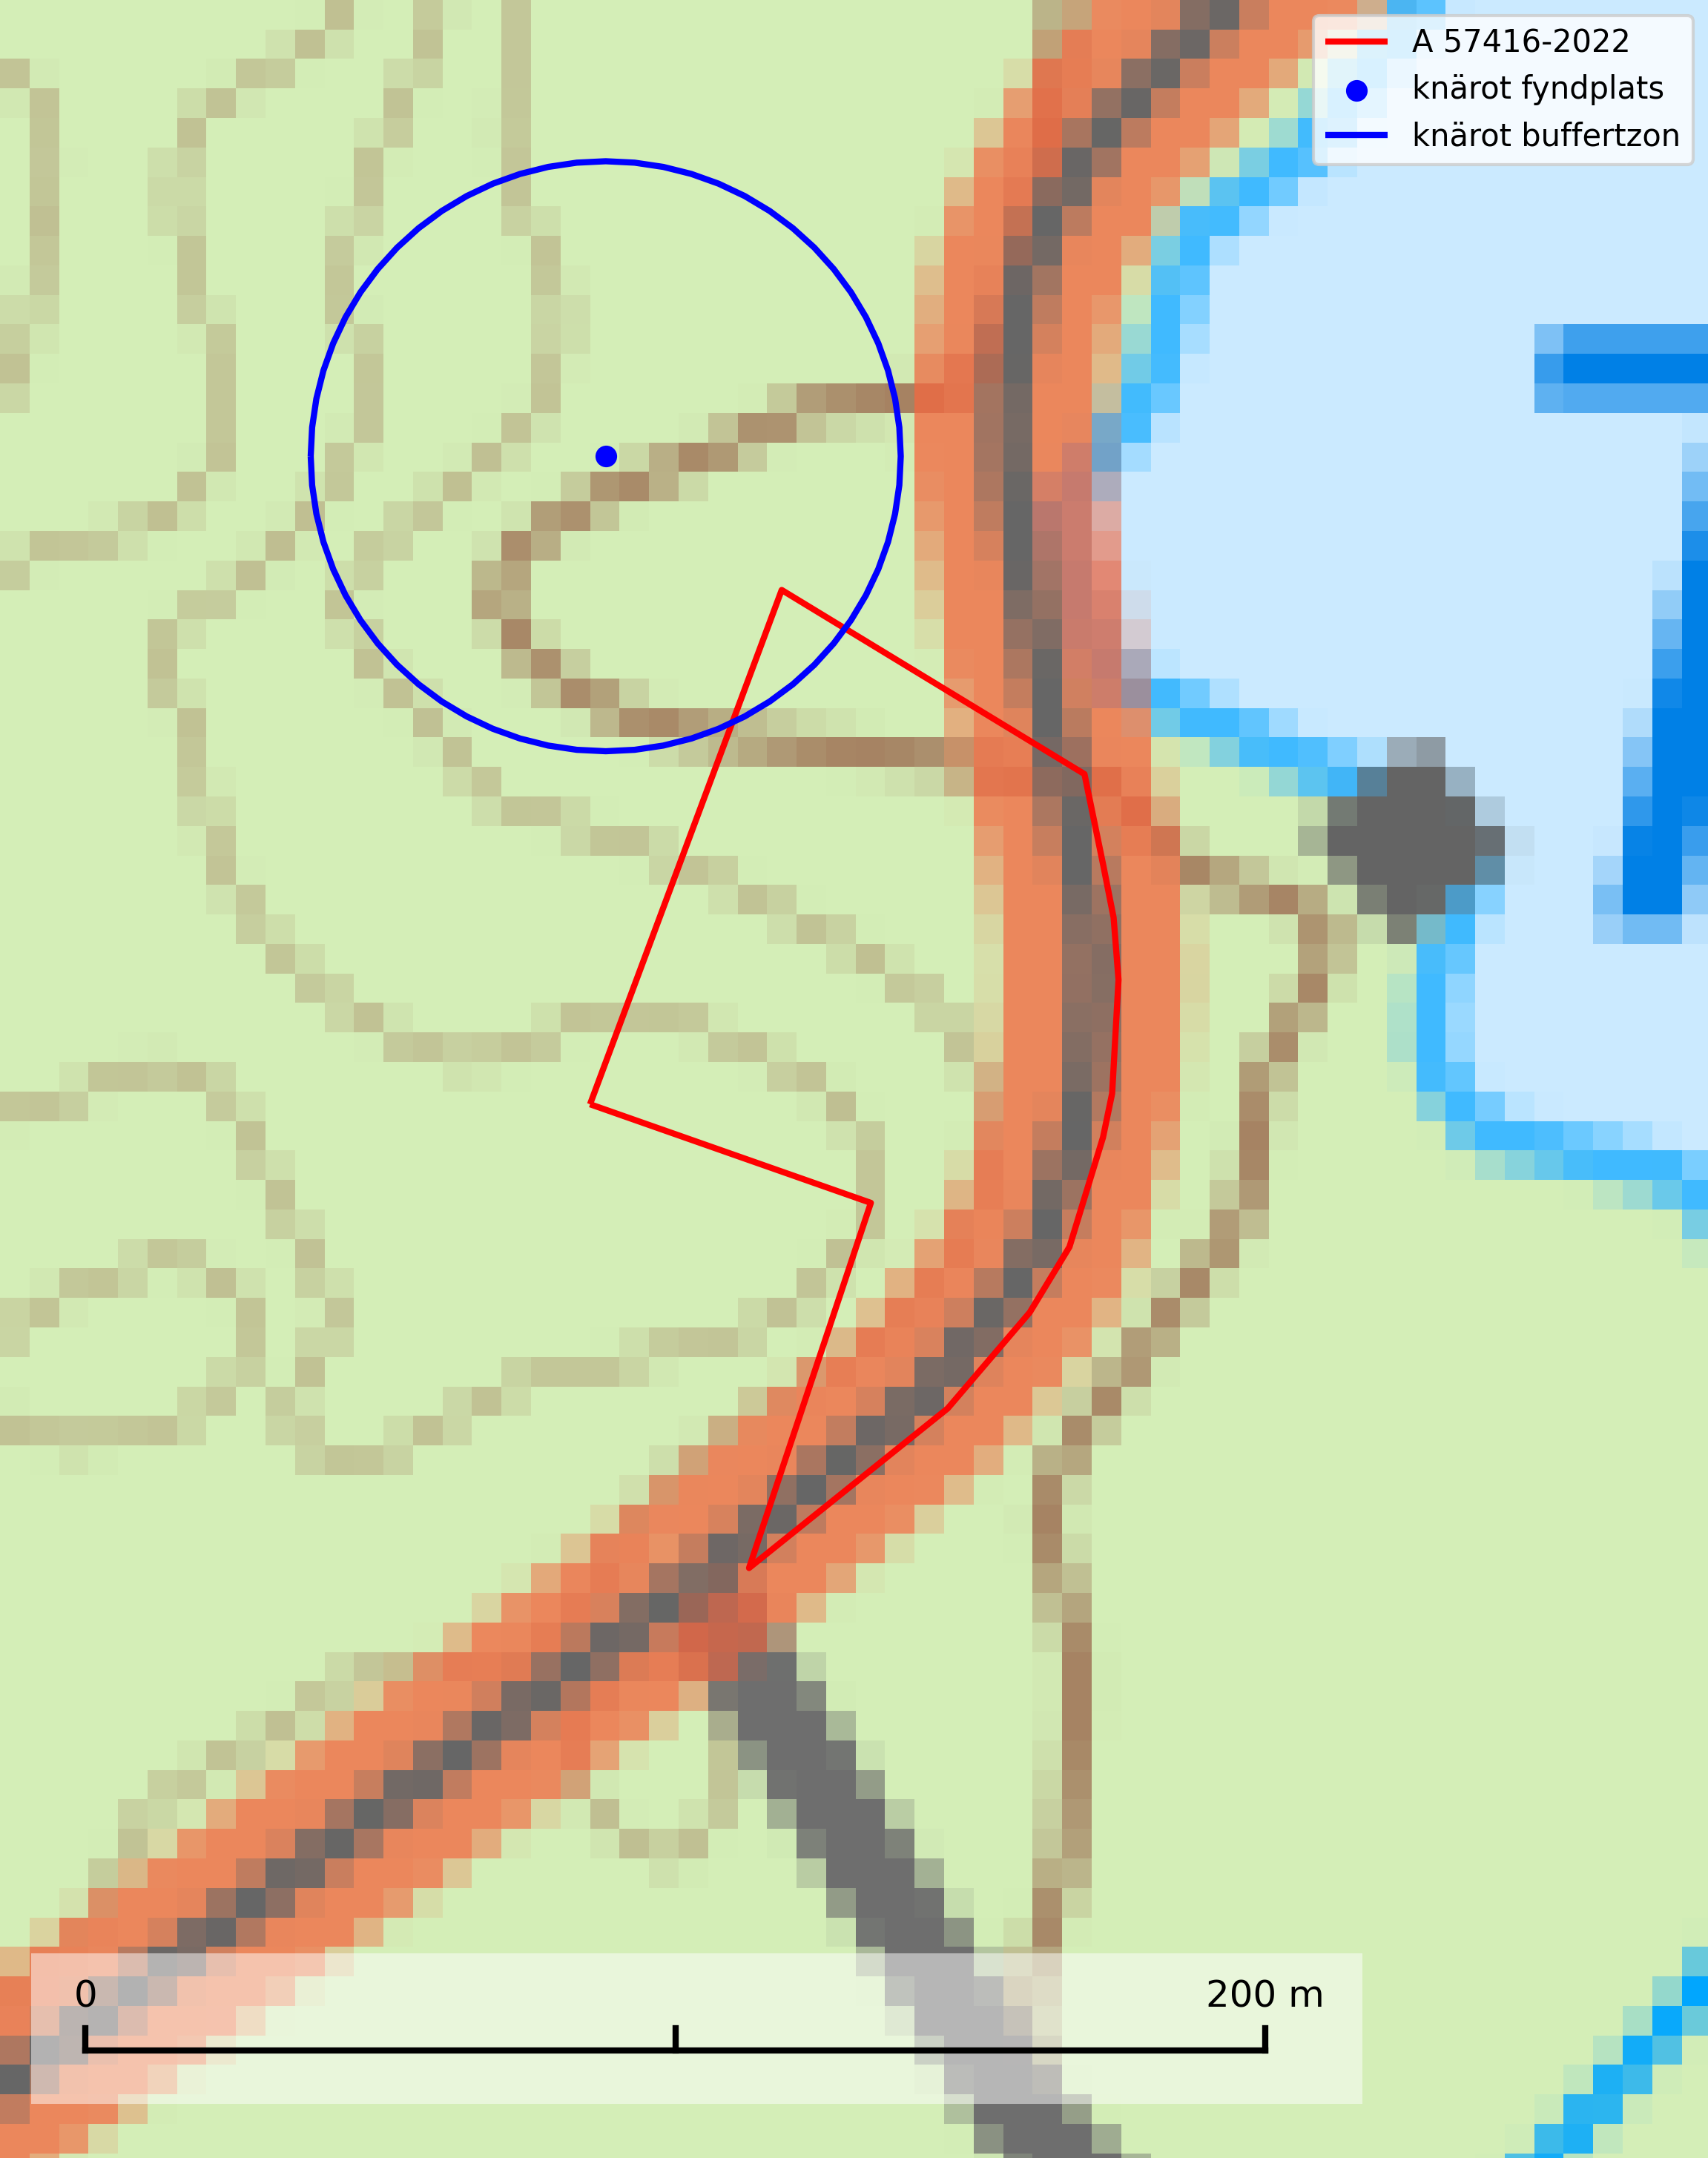 A 57416-2022
knärot fyndplats
knärot buffertzon
0
200 m